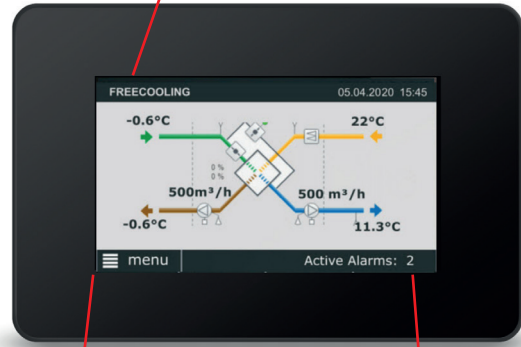 FREECOOLING 05.04.2020 15:45
-0.6°C 22°C
0 %
0 %
500m³/h 500 m³/h
-0.6°C 11.3°C
menu Active Alarms: 2